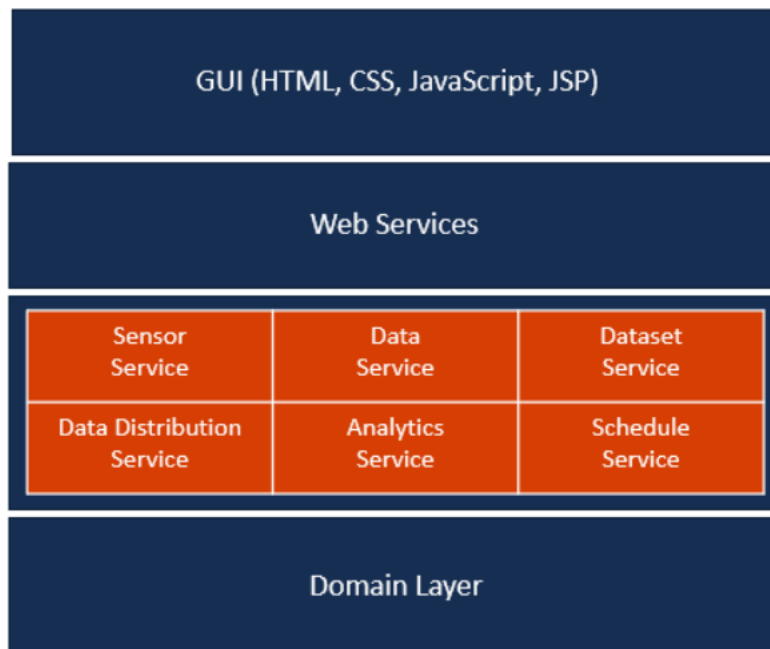 GUI (HTML, CSS, JavaScript, JSP)
Web Services
Sensor
Service
Data
Service
Dataset
Service
Data Distribution
Service
Analytics
Service
Schedule
Service
Domain Layer